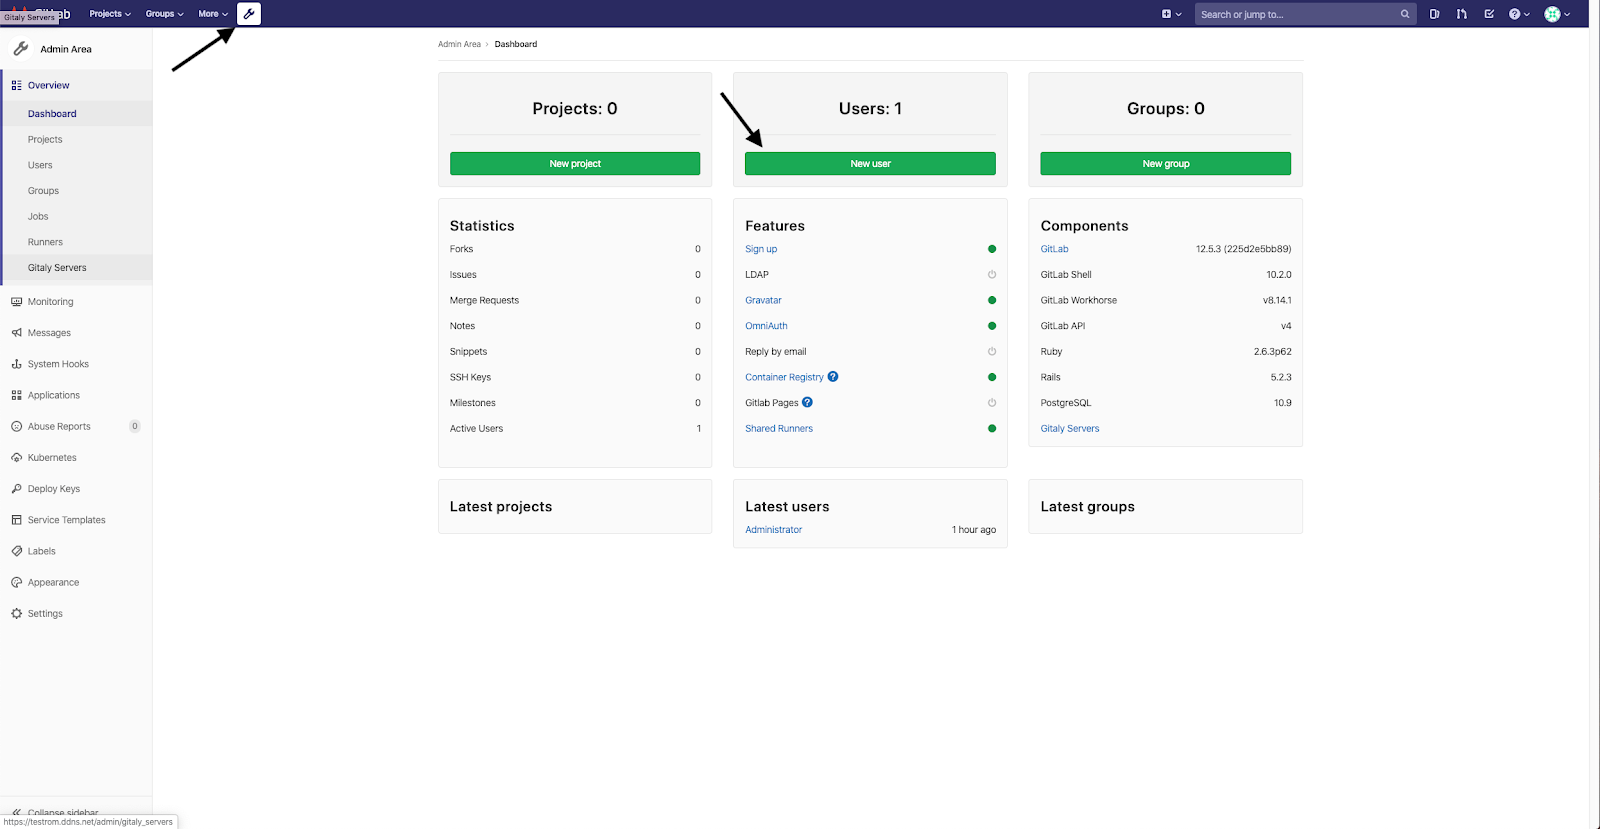 Gitaly Servers
Projects Groups More Search or jump to...
Admin Area
Admin Area › Dashboard
Overview
Dashboard
Projects
Users
Groups
Jobs
Runners
Gitaly Servers
Monitoring
Messages
System Hooks
Applications
Abuse Reports 0
Kubernetes
Deploy Keys
Service Templates
Labels
Appearance
Settings
Collapse sidebar
https://testrom.ddns.net/admin/gitaly_servers
Projects: 0
New project
Users: 1
New user
Groups: 0
New group
Statistics
Forks 0
Issues 0
Merge Requests 0
Notes 0
Snippets 0
SSH Keys 0
Milestones 0
Active Users 1
Features
Sign up
LDAP
Gravatar
OmniAuth
Reply by email
Container Registry ?
Gitlab Pages ?
Shared Runners
Components
GitLab 12.5.3 (225d2e5bb89)
GitLab Shell 10.2.0
GitLab Workhorse v8.14.1
GitLab API v4
Ruby 2.6.3p62
Rails 5.2.3
PostgreSQL 10.9
Gitaly Servers
Latest projects
Latest users
Administrator 1 hour ago
Latest groups